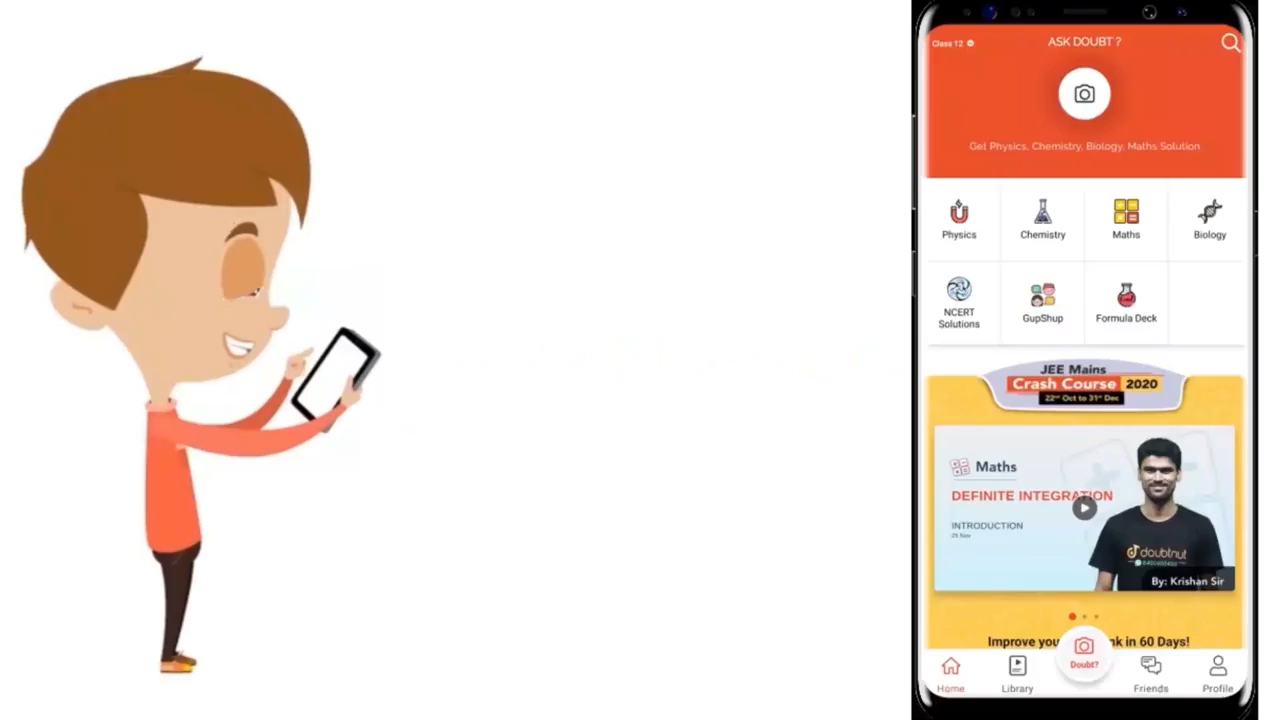 Class 12
ASK DOUBT ?
Get Physics, Chemistry, Biology, Maths Solution
Physics
Chemistry
Maths
Biology
NCERT
Solutions
GupShup
Formula Deck
JEE Mains
Crash Course 2020
22nd Oct to 31st Dec
Maths
DEFINITE INTEGRATION
INTRODUCTION
doubtnut
By: Krishan Sir
Improve you nk in 60 Days!
Doubt?
Home
Library
Friends
Profile